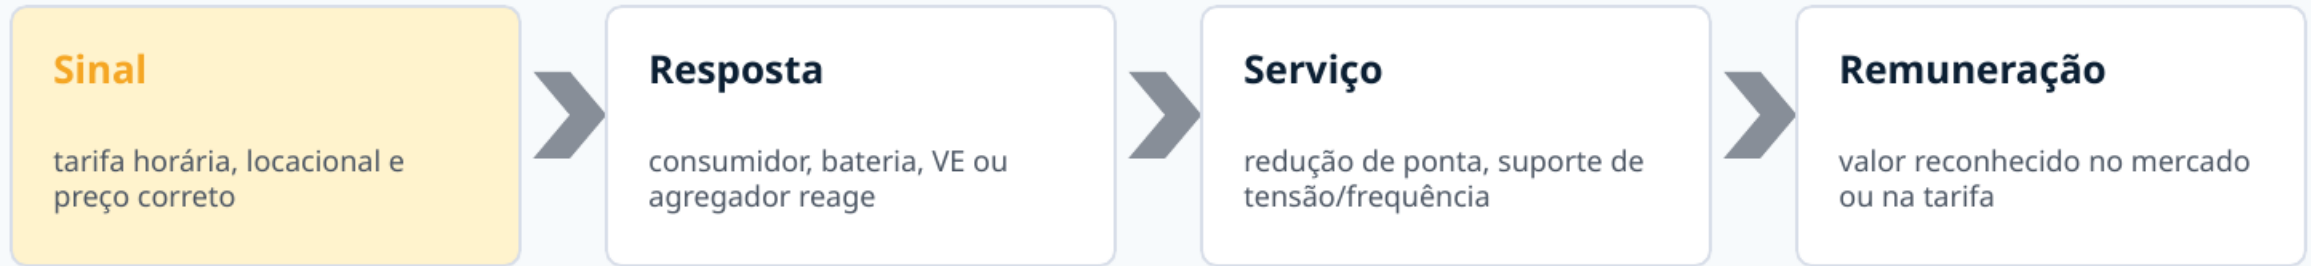 Sinal
tarifa horária, locacional e
preço correto
Resposta
consumidor, bateria, VE ou
agregador reage
Serviço
redução de ponta, suporte de
tensão/frequência
Remuneração
valor reconhecido no mercado
ou na tarifa